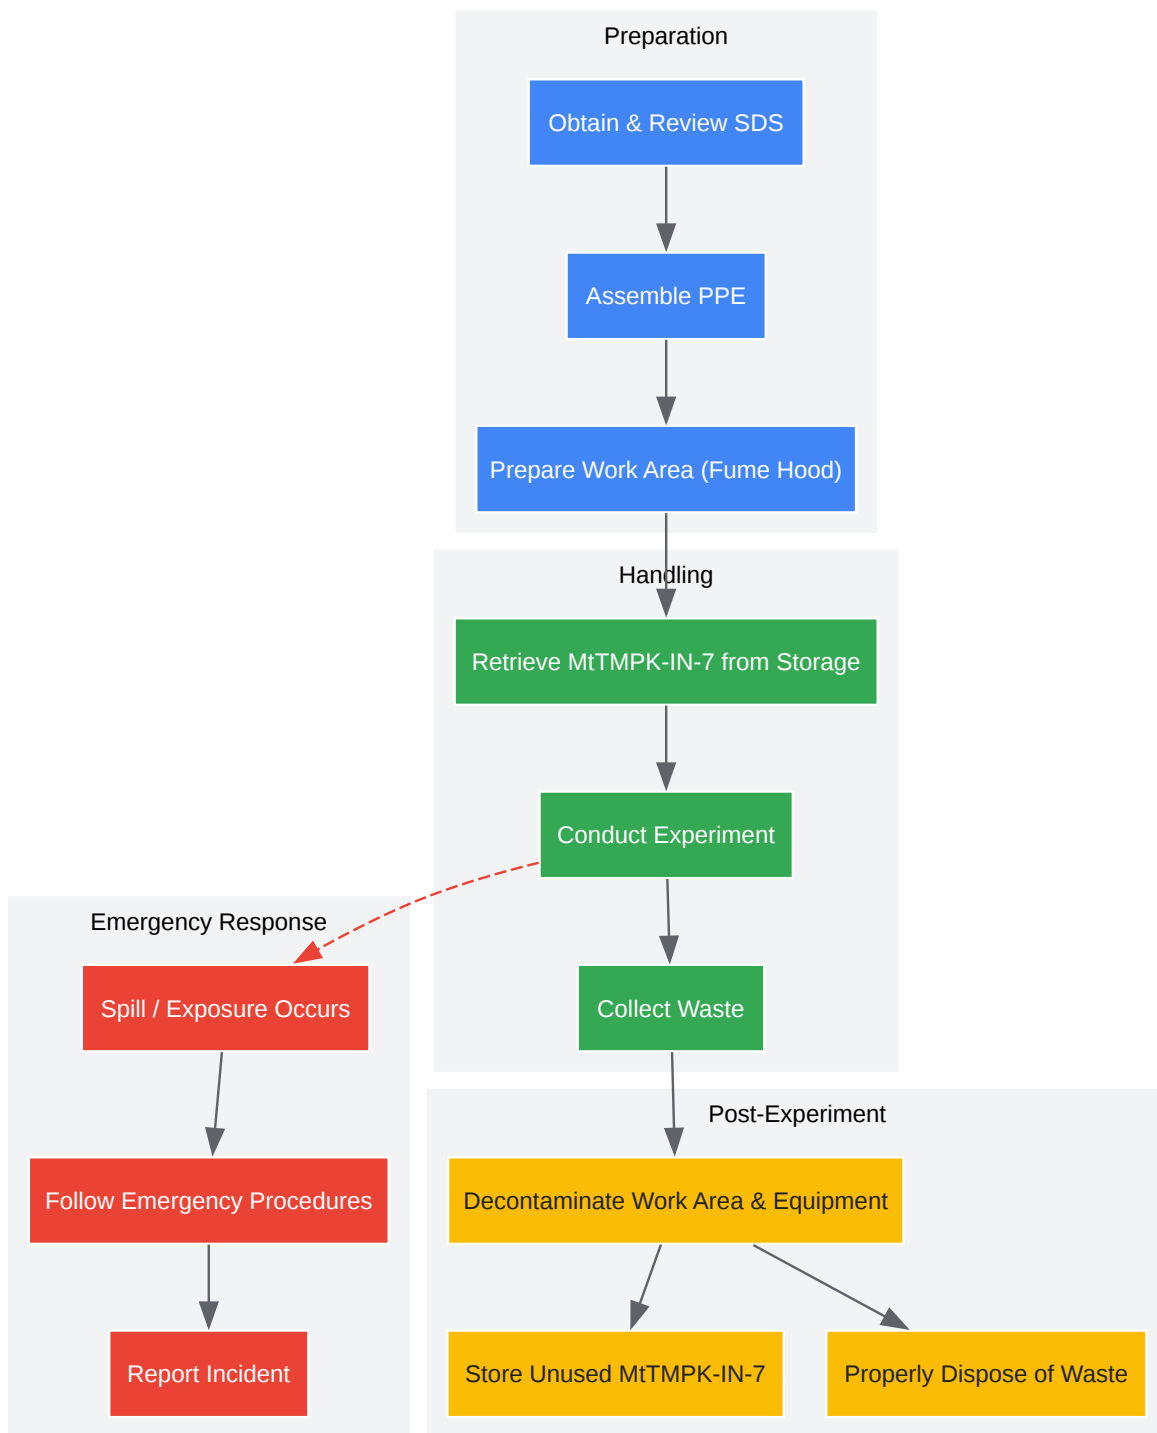 Preparation
Obtain & Review SDS
Assemble PPE
Prepare Work Area (Fume Hood)
Handling
Retrieve MtTMPK-IN-7 from Storage
Conduct Experiment
Collect Waste
Emergency Response
Spill / Exposure Occurs
Follow Emergency Procedures
Report Incident
Post-Experiment
Decontaminate Work Area & Equipment
Store Unused MtTMPK-IN-7
Properly Dispose of Waste